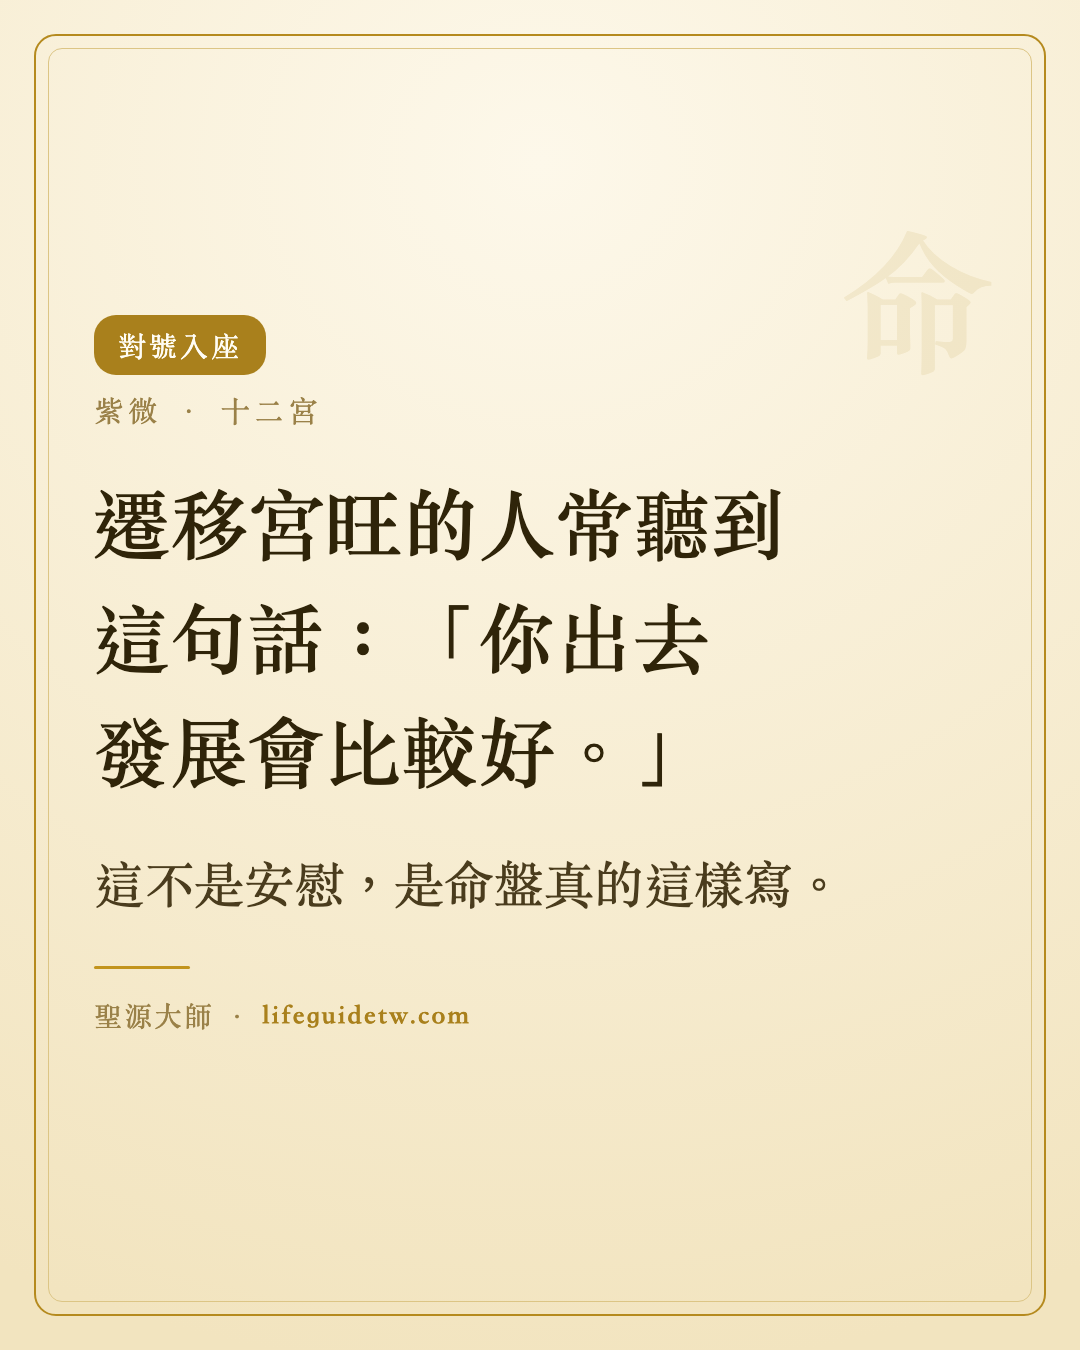 命
對號入座
紫微 · 十二宮
遷移宮旺的人常聽到
這句話：「你出去
發展會比較好。」
這不是安慰，是命盤真的這樣寫。
聖源大師 · lifeguidetw.com